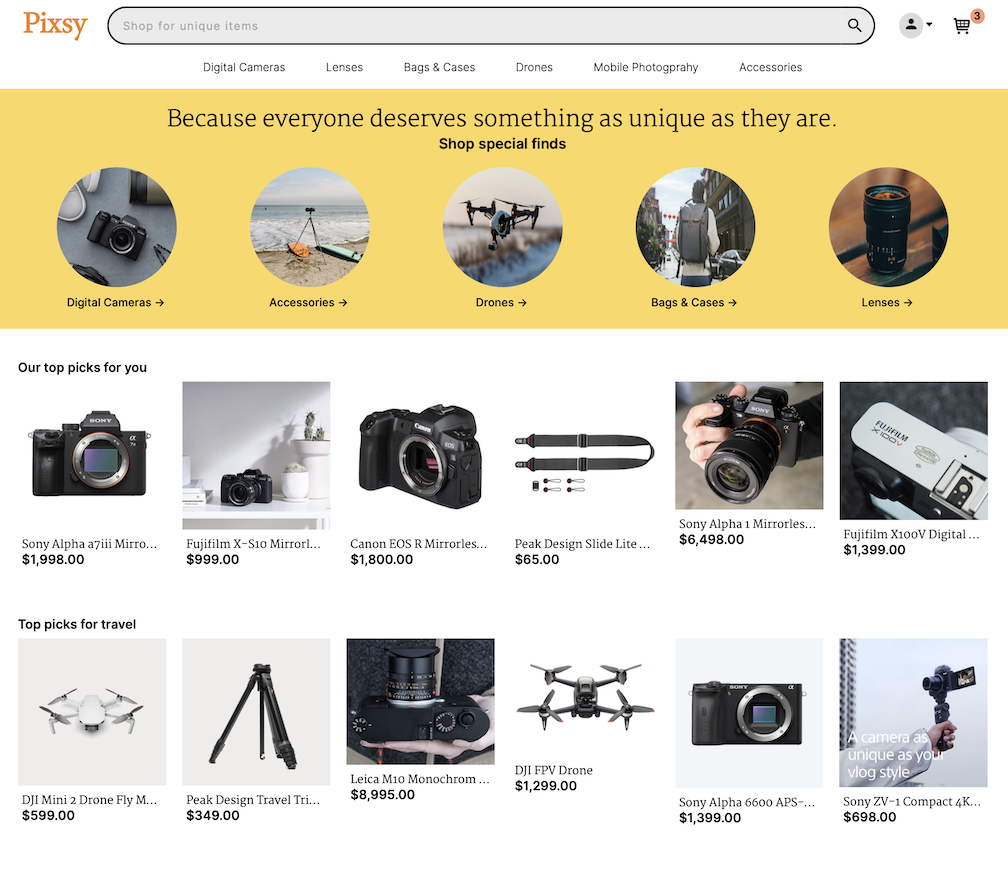 Pixsy
Shop for unique items
3
Digital Cameras
Lenses
Bags & Cases
Drones
Mobile Photogprahy
Accessories
Because everyone deserves something as unique as they are.
Shop special finds
Digital Cameras →
Accessories →
Drones →
Bags & Cases →
Lenses →
Our top picks for you
SONY
α
7 III
Canon
EOS
R
SONY
α
FUJIFILM
X100V
Sony Alpha a7iii Mirro...
$1,998.00
Fujifilm X-S10 Mirrorl...
$999.00
Canon EOS R Mirrorles...
$1,800.00
Peak Design Slide Lite ...
$65.00
Sony Alpha 1 Mirrorles...
$6,498.00
Fujifilm X100V Digital ...
$1,399.00
Top picks for travel
SONY
α
A camera as
unique as your
vlog style
DJI Mini 2 Drone Fly M...
$599.00
Peak Design Travel Tri...
$349.00
Leica M10 Monochrom ...
$8,995.00
DJI FPV Drone
$1,299.00
Sony Alpha 6600 APS-...
$1,399.00
Sony ZV-1 Compact 4K...
$698.00